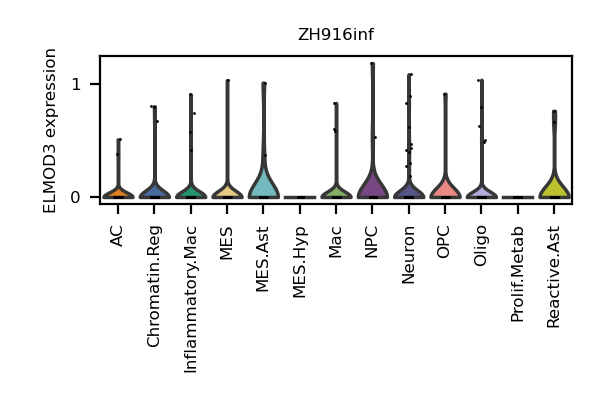 ZH916inf
ELMOD3 expression
1
0
AC
Chromatin.Reg
Inflammatory.Mac
MES
MES.Ast
MES.Hyp
Mac
NPC
Neuron
OPC
Oligo
Prolif.Metab
Reactive.Ast